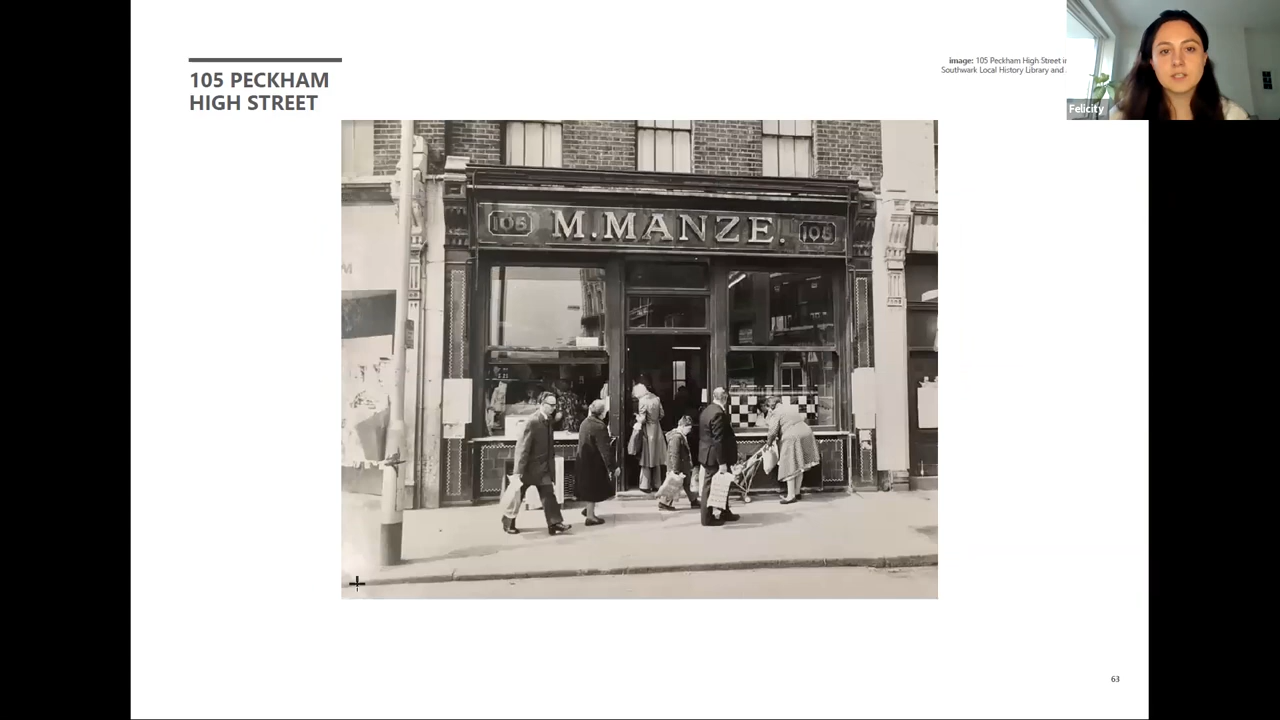 105 PECKHAM
HIGH STREET
image: 105 Peckham High Street
Southwark Local History Library and
Felicity
105 M.MANZE. 105
63